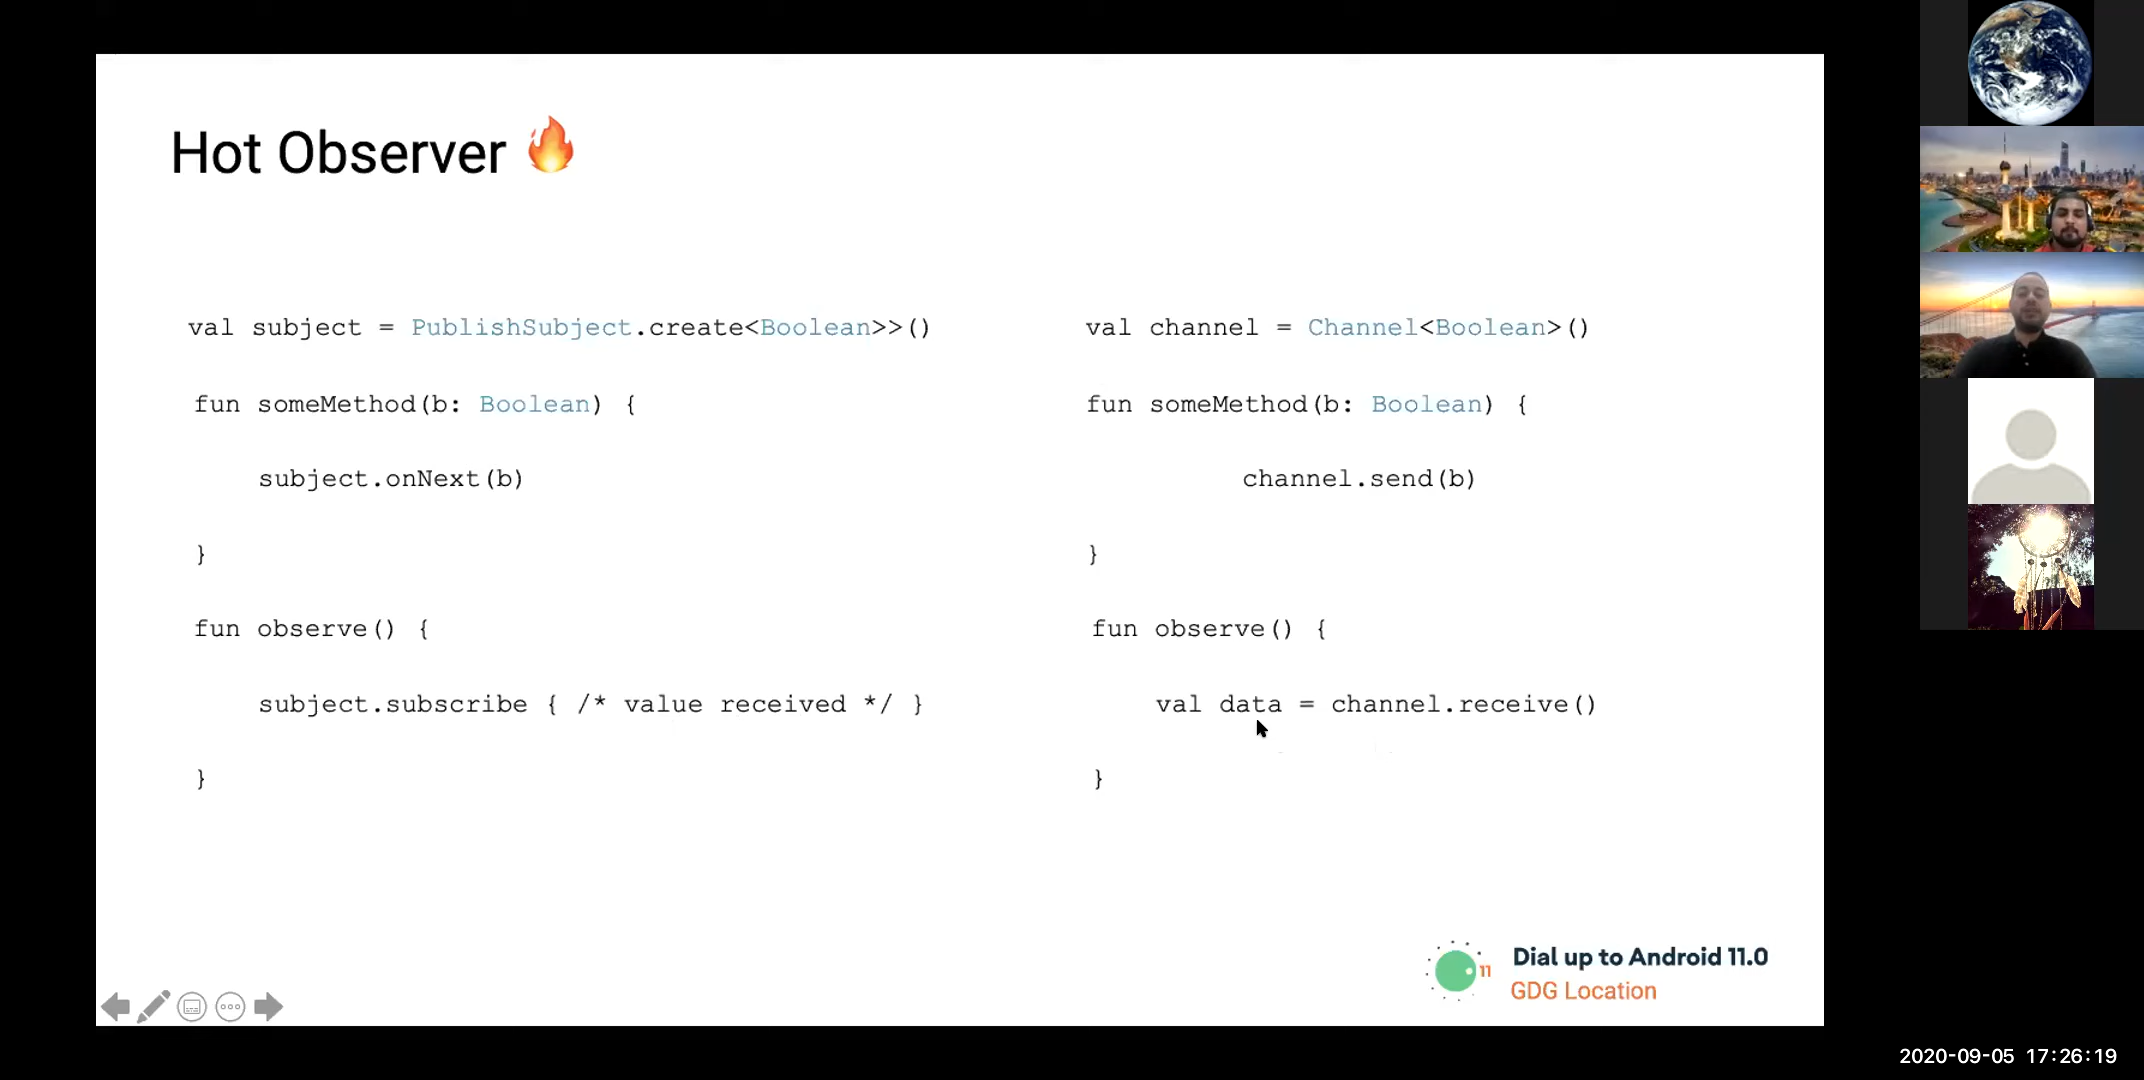 Hot Observer 🔥
val subject = PublishSubject.create<Boolean>>()
fun someMethod(b: Boolean) {
subject.onNext(b)
}
fun observe() {
subject.subscribe { /* value received */ }
}
val channel = Channel<Boolean>()
fun someMethod(b: Boolean) {
channel.send(b)
}
fun observe() {
val data = channel.receive()
}
11
Dial up to Android 11.0
GDG Location
2020-09-05 17:26:19